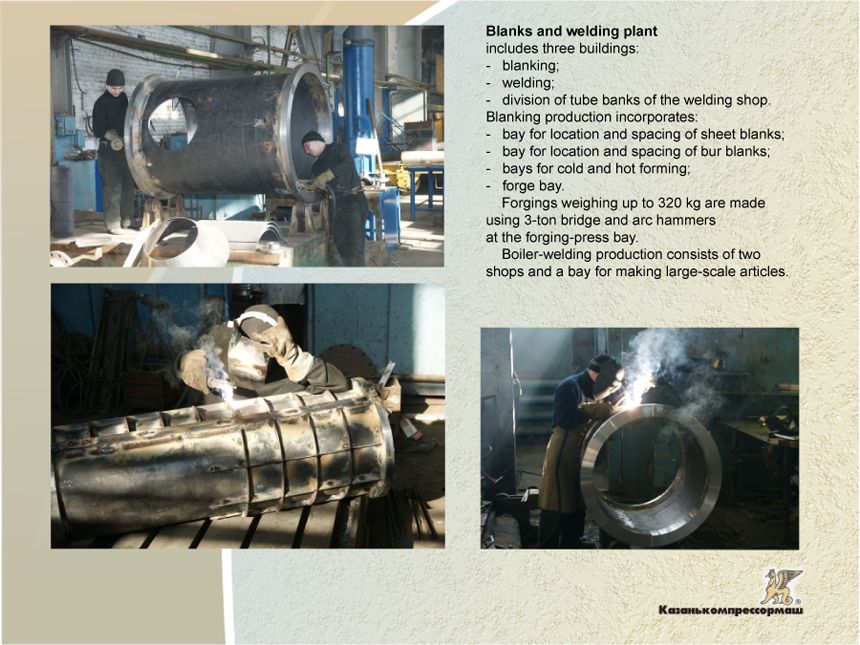 Blanks and welding plant
includes three buildings:
- blanking;
- welding;
- division of tube banks of the welding shop.
Blanking production incorporates:
- bay for location and spacing of sheet blanks;
- bay for location and spacing of bur blanks;
- bays for cold and hot forming;
- forge bay.
Forgings weighing up to 320 kg are made
using 3-ton bridge and arc hammers
at the forging-press bay.
Boiler-welding production consists of two
shops and a bay for making large-scale articles.
®
Казанькомпрессормаш